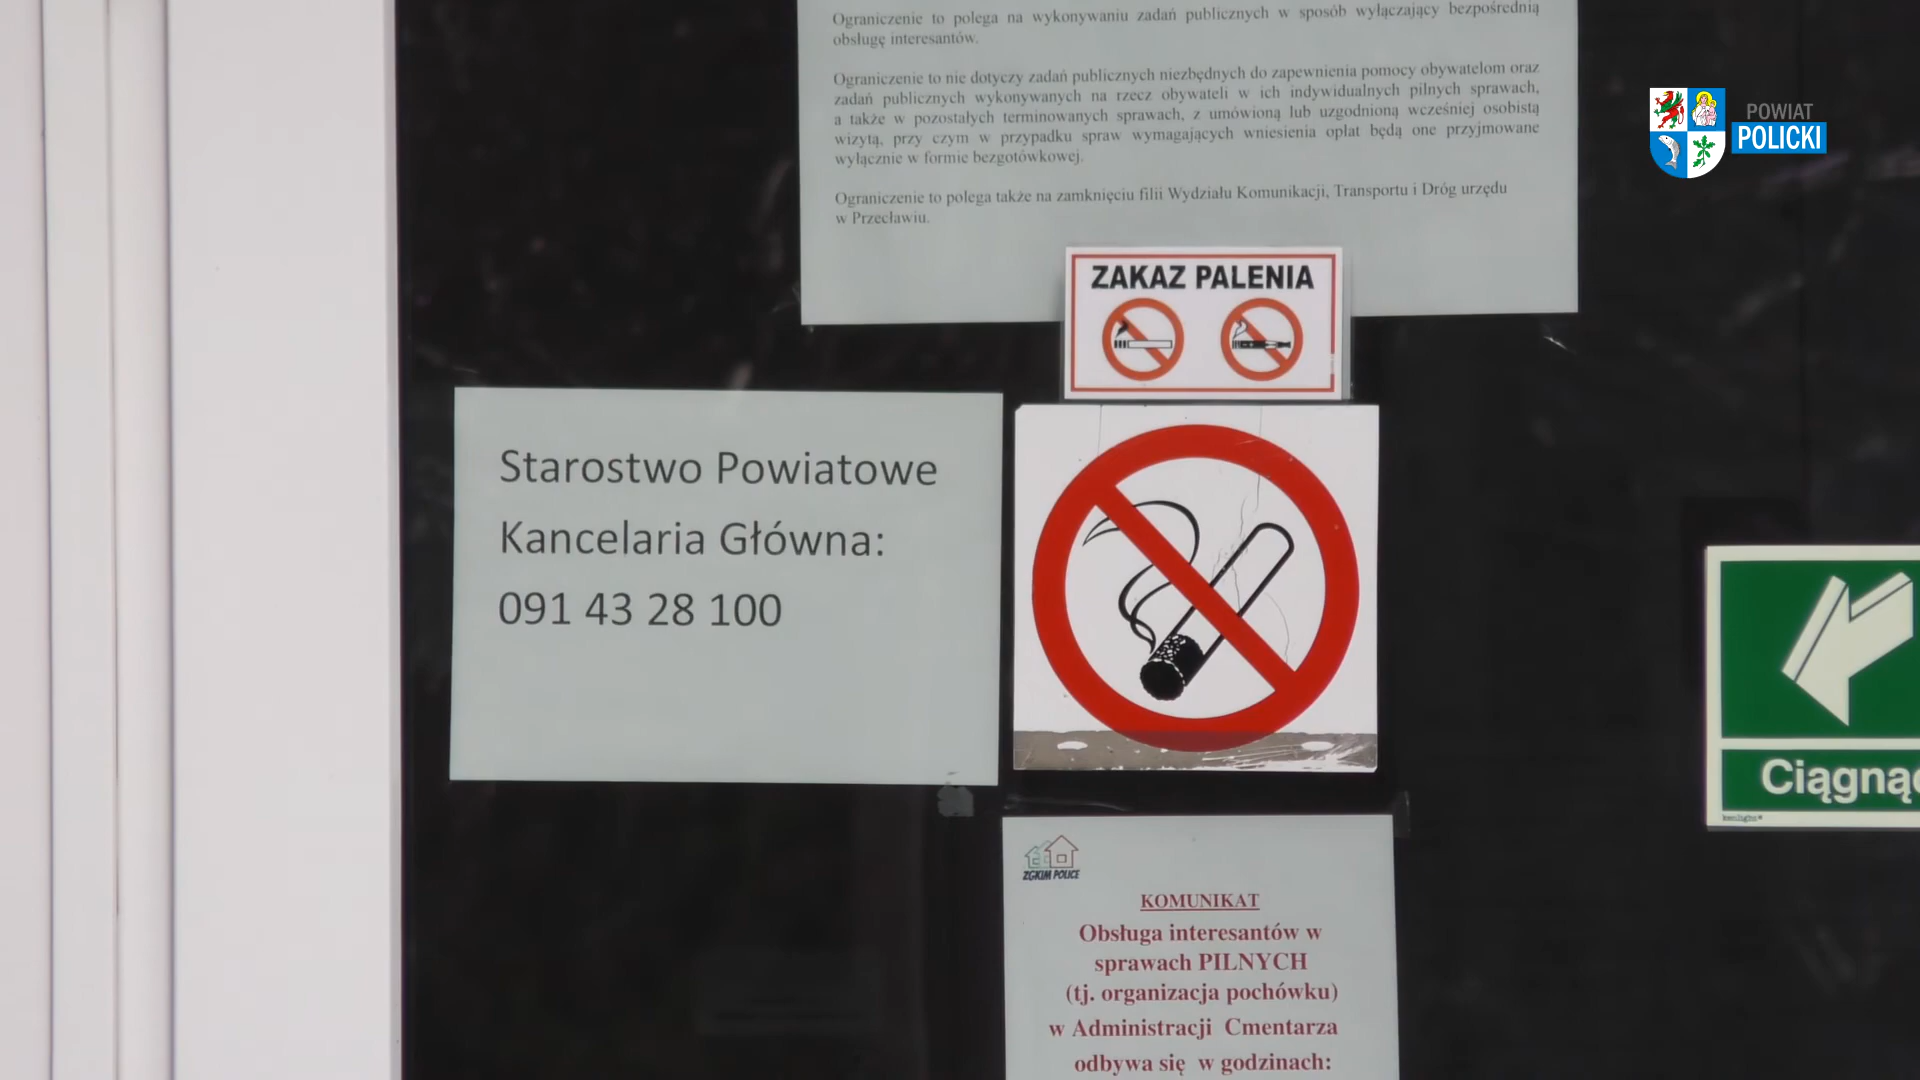 Ograniczenie to polega na wykonywaniu zadań publicznych w sposób wyłączający bezpośrednią
obsługę interesantów.
Ograniczenie to nie dotyczy zadań publicznych niezbędnych do zapewnienia pomocy obywatelom oraz
zadań publicznych wykonywanych na rzecz obywateli w ich indywidualnych pilnych sprawach,
a także w pozostałych terminowanych sprawach, z umówioną lub uzgodnioną wcześniej osobistą
wizytą, przy czym w przypadku spraw wymagających wniesienia opłat będą one przyjmowane
wyłącznie w formie bezgotówkowej.
Ograniczenie to polega także na zamknięciu filii Wydziału Komunikacji, Transportu i Dróg urzędu
w Przecławiu.
POWIAT
POLICKI
ZAKAZ PALENIA
Starostwo Powiatowe
Kancelaria Główna:
091 43 28 100
Ciągnąć
ZGKIM POLICE
KOMUNIKAT
Obsługa interesantów w
sprawach PILNYCH
(tj. organizacja pochówku)
w Administracji Cmentarza
odbywa się w godzinach: